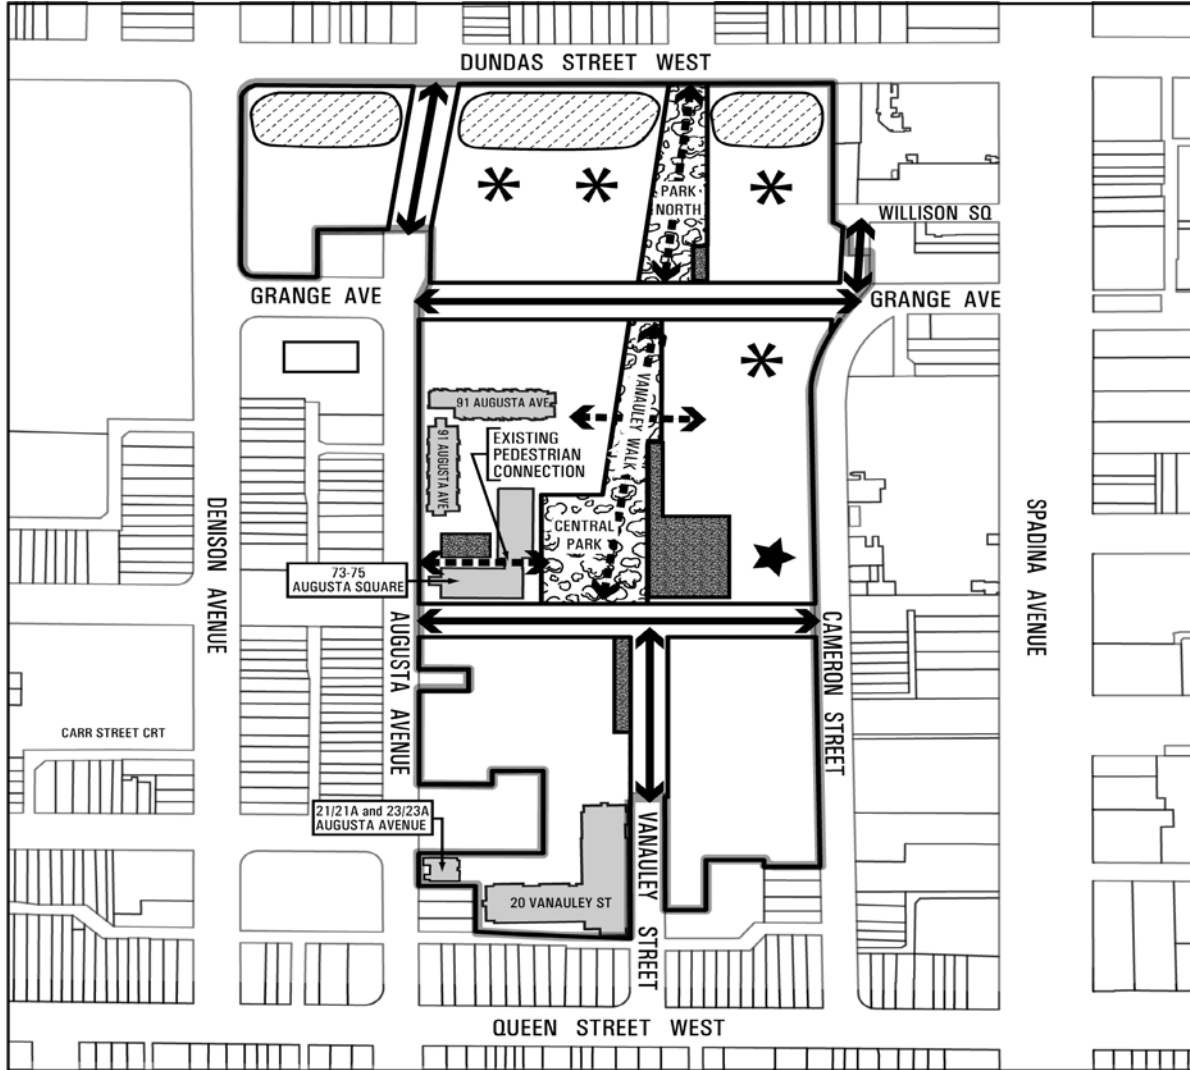 DUNDAS STREET WEST
PARK
NORTH
WILLISON SQ
GRANGE AVE
GRANGE AVE
91 AUGUSTA AVE
VANAULEY WALK
91 AUGUSTA AVE
EXISTING
PEDESTRIAN
CONNECTION
CENTRAL
PARK
DENISON AVENUE
SPADINA AVENUE
73-75
AUGUSTA SQUARE
AUGUSTA AVENUE
CAMERON STREET
CARR STREET CRT
21/21A and 23/23A
AUGUSTA AVENUE
VANAULEY STREET
20 VANAULEY ST
QUEEN STREET WEST